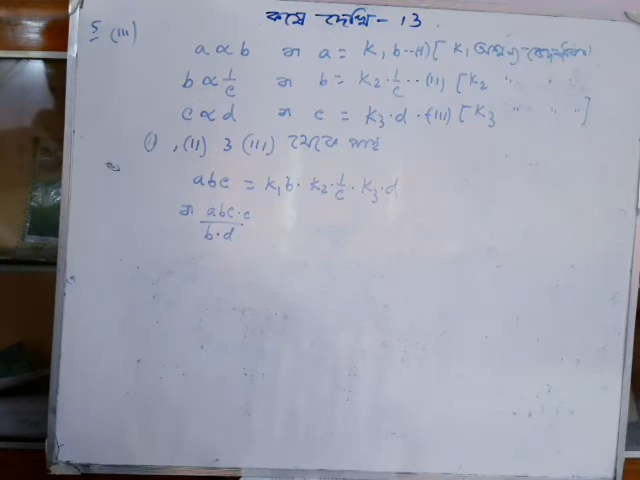 কষে দেখি - 13
5 (iii)
a ∝ b বা a = K₁ b ··(i) [ K₁ অশূন্য ভেদধ্রুবক
b ∝ 1/c বা b = K₂ · 1/c ·· (ii) [ K₂ " " "
c ∝ d বা c = K₃ · d · (iii) [ K₃ " " " ]
(i), (ii) ও (iii) থেকে পাই
abc = K₁b · K₂ · 1/c · K₃ · d
বা abc·c / b·d